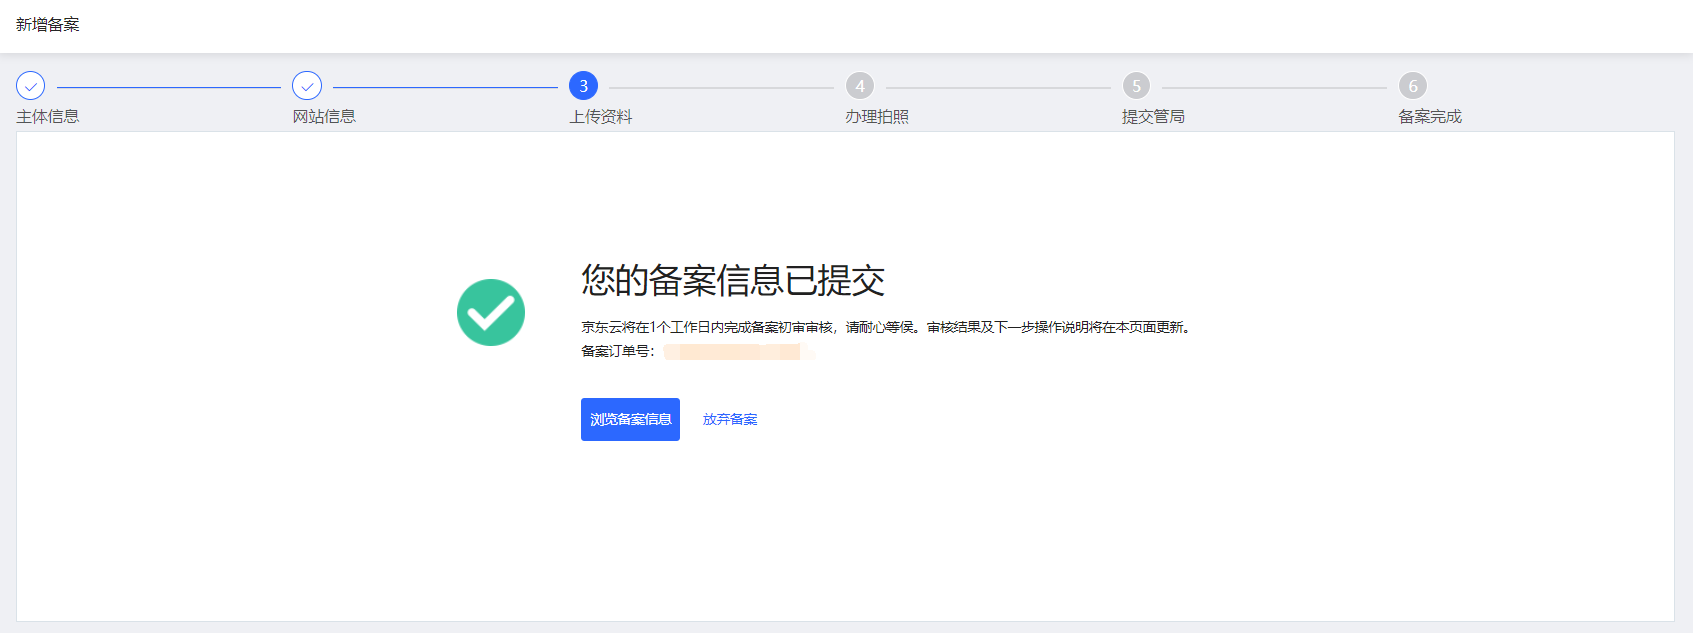 新增备案
3 4 5 6
主体信息 网站信息 上传资料 办理拍照 提交管局 备案完成
您的备案信息已提交
京东云将在1个工作日内完成备案初审审核，请耐心等侯。审核结果及下一步操作说明将在本页面更新。
备案订单号：
浏览备案信息 放弃备案